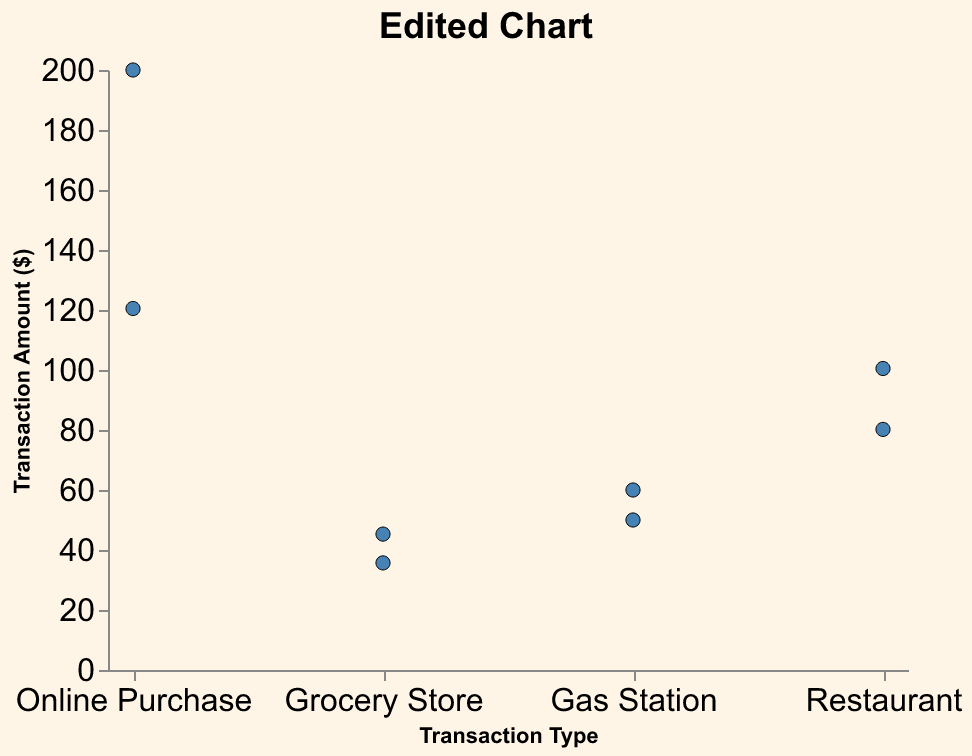 Edited Chart
Transaction Amount ($)
200
180
160
140
120
100
80
60
40
20
0
Online Purchase
Grocery Store
Gas Station
Restaurant
Transaction Type